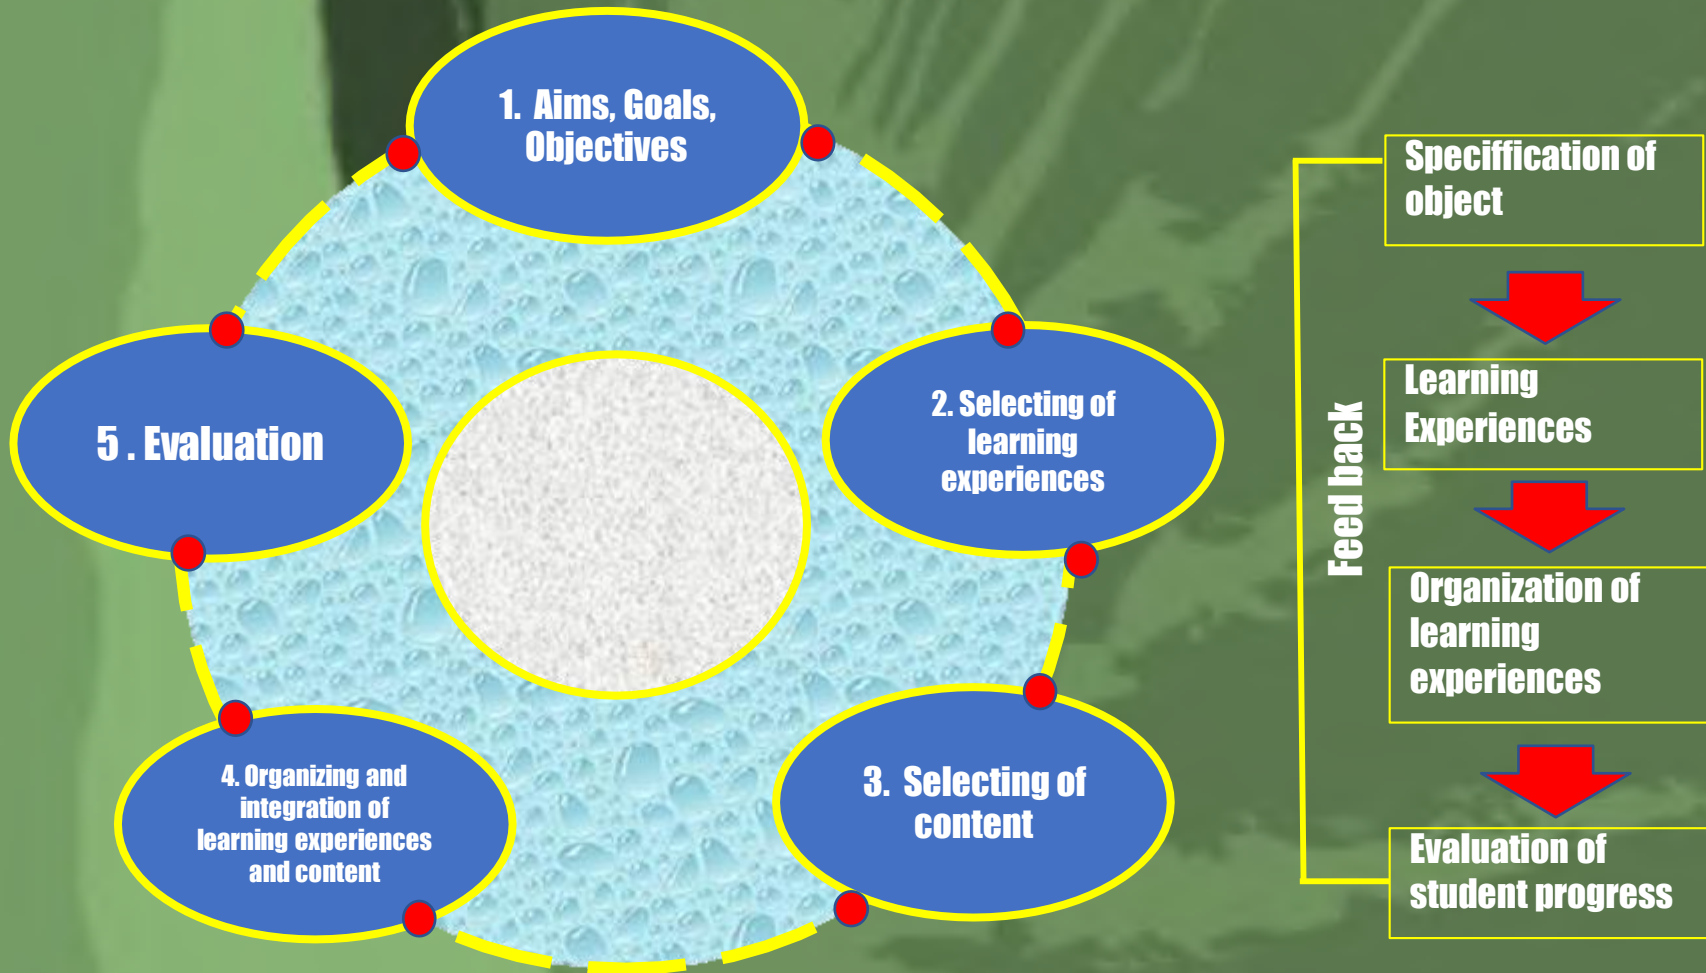 1. Aims, Goals,
Objectives
2. Selecting of
learning
experiences
3. Selecting of
content
4. Organizing and
integration of
learning experiences
and content
5 . Evaluation
Feed back
Speciffication of
object
Learning
Experiences
Organization of
learning
experiences
Evaluation of
student progress